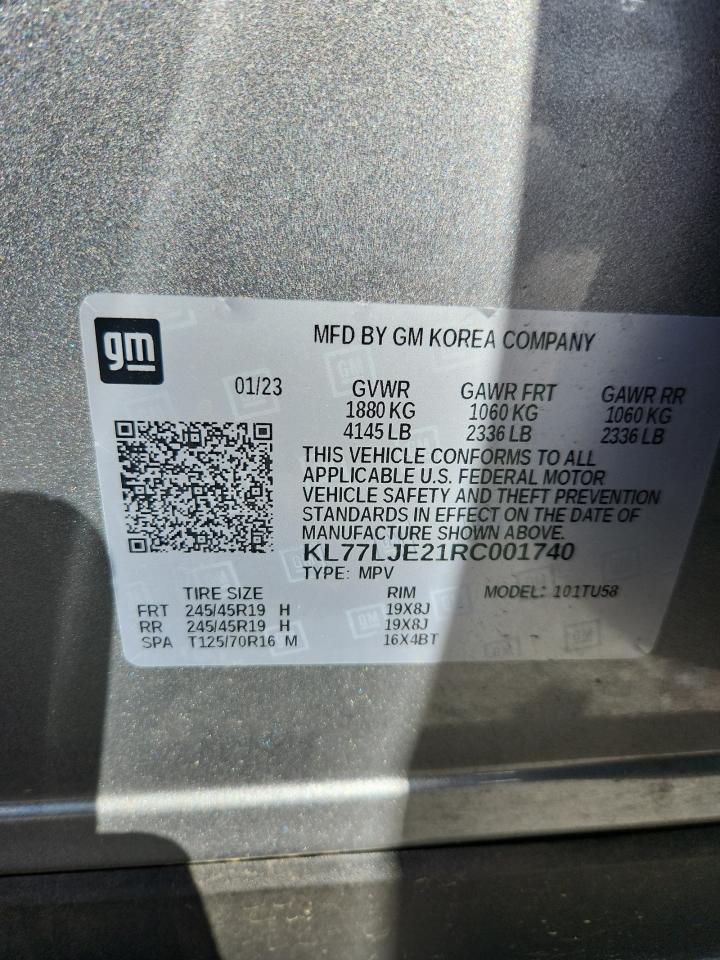 gm
MFD BY GM KOREA COMPANY
01/23 GVWR GAWR FRT GAWR RR
1880 KG 1060 KG 1060 KG
4145 LB 2336 LB 2336 LB
THIS VEHICLE CONFORMS TO ALL
APPLICABLE U.S. FEDERAL MOTOR
VEHICLE SAFETY AND THEFT PREVENTION
STANDARDS IN EFFECT ON THE DATE OF
MANUFACTURE SHOWN ABOVE.
KL77LJE21RC001740
TYPE: MPV MODEL: 101TU58
TIRE SIZE RIM
FRT 245/45R19 H 19X8J
RR 245/45R19 H 19X8J
SPA T125/70R16 M 16X4BT